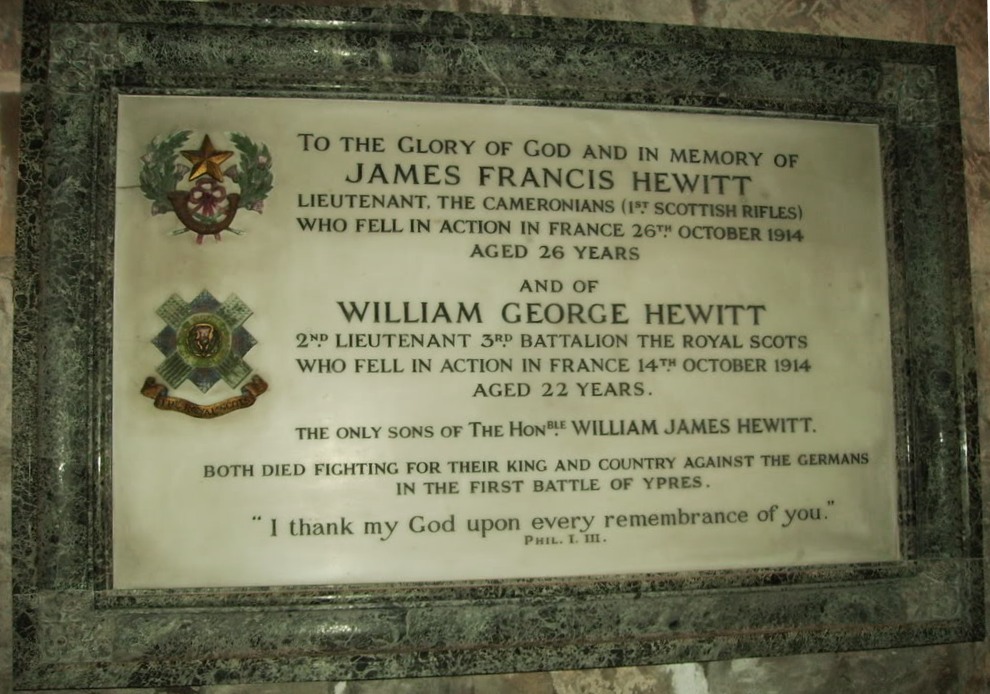 TO THE GLORY OF GOD AND IN MEMORY OF
JAMES FRANCIS HEWITT
LIEUTENANT, THE CAMERONIANS (1ST SCOTTISH RIFLES)
WHO FELL IN ACTION IN FRANCE 26TH OCTOBER 1914
AGED 26 YEARS
AND OF
WILLIAM GEORGE HEWITT
2ND LIEUTENANT 3RD BATTALION THE ROYAL SCOTS
WHO FELL IN ACTION IN FRANCE 14TH OCTOBER 1914
AGED 22 YEARS.
THE ROYAL SCOTS
THE ONLY SONS OF THE HONBLE WILLIAM JAMES HEWITT.
BOTH DIED FIGHTING FOR THEIR KING AND COUNTRY AGAINST THE GERMANS
IN THE FIRST BATTLE OF YPRES.
"I thank my God upon every remembrance of you."
PHIL. I. III.